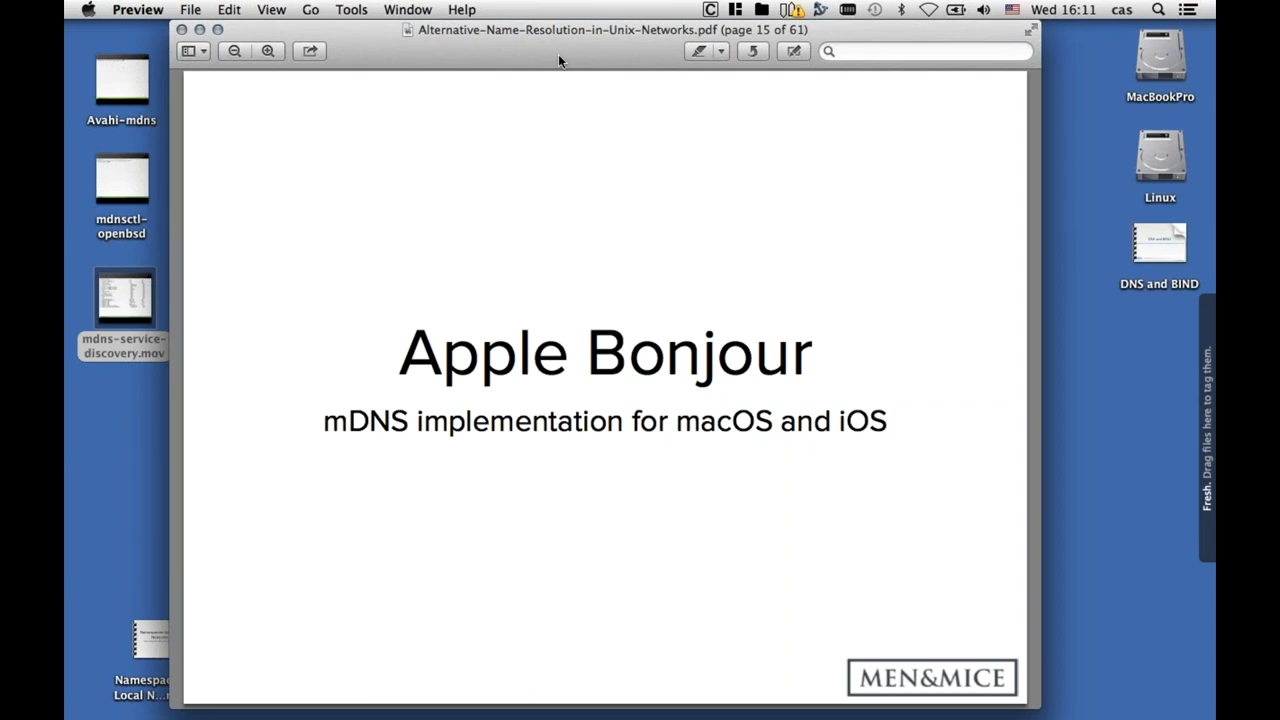 Preview File Edit View Go Tools Window Help Wed 16:11 cas
Alternative-Name-Resolution-in-Unix-Networks.pdf (page 15 of 61)
Avahi-mdns
mdnsctl-
openbsd
mdns-service-
discovery.mov
Namespa
Local N...r
Apple Bonjour
mDNS implementation for macOS and iOS
MEN&MICE
MacBookPro
Linux
DNS and BIND
Fresh. Drag files here to tag them.